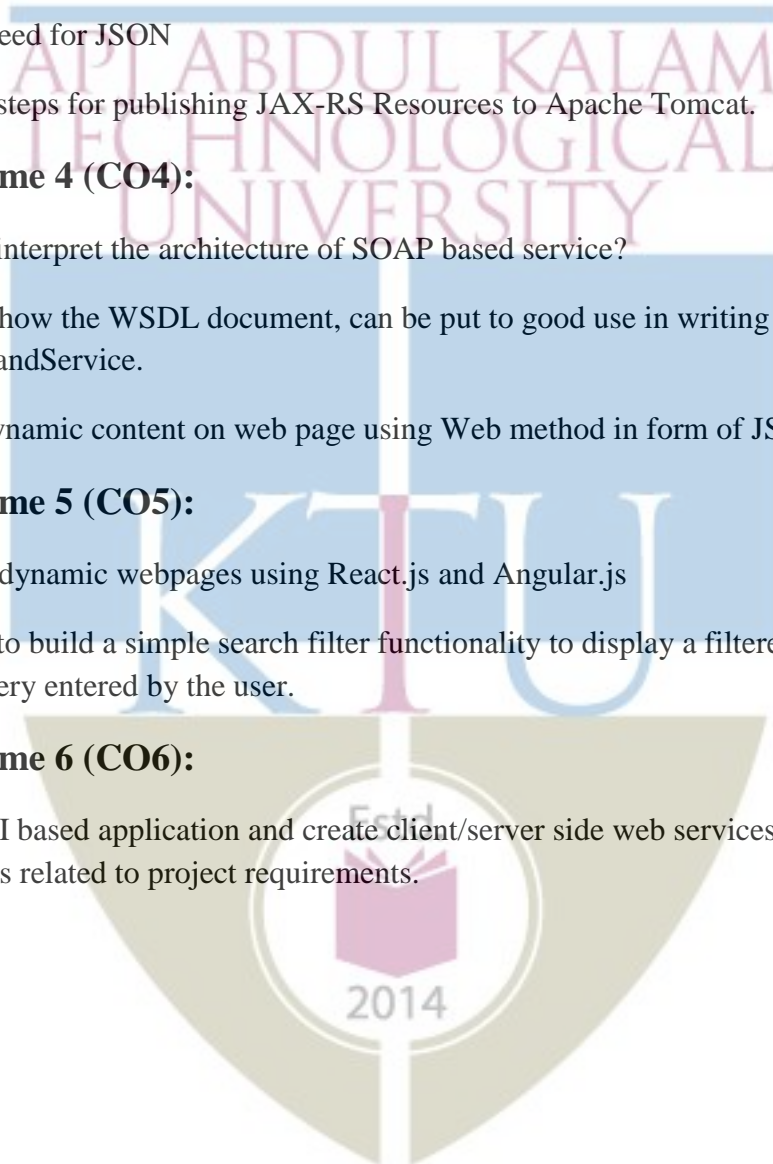 API ABDUL KALAM
TECHNOLOGICAL
UNIVERSITY
eed for JSON
steps for publishing JAX-RS Resources to Apache Tomcat.
me 4 (CO4):
interpret the architecture of SOAP based service?
how the WSDL document, can be put to good use in writing
andService.
ynamic content on web page using Web method in form of JS
me 5 (CO5):
dynamic webpages using React.js and Angular.js
to build a simple search filter functionality to display a filtere
ery entered by the user.
me 6 (CO6):
I based application and create client/server side web services
s related to project requirements.
KTU
Estd.
2014